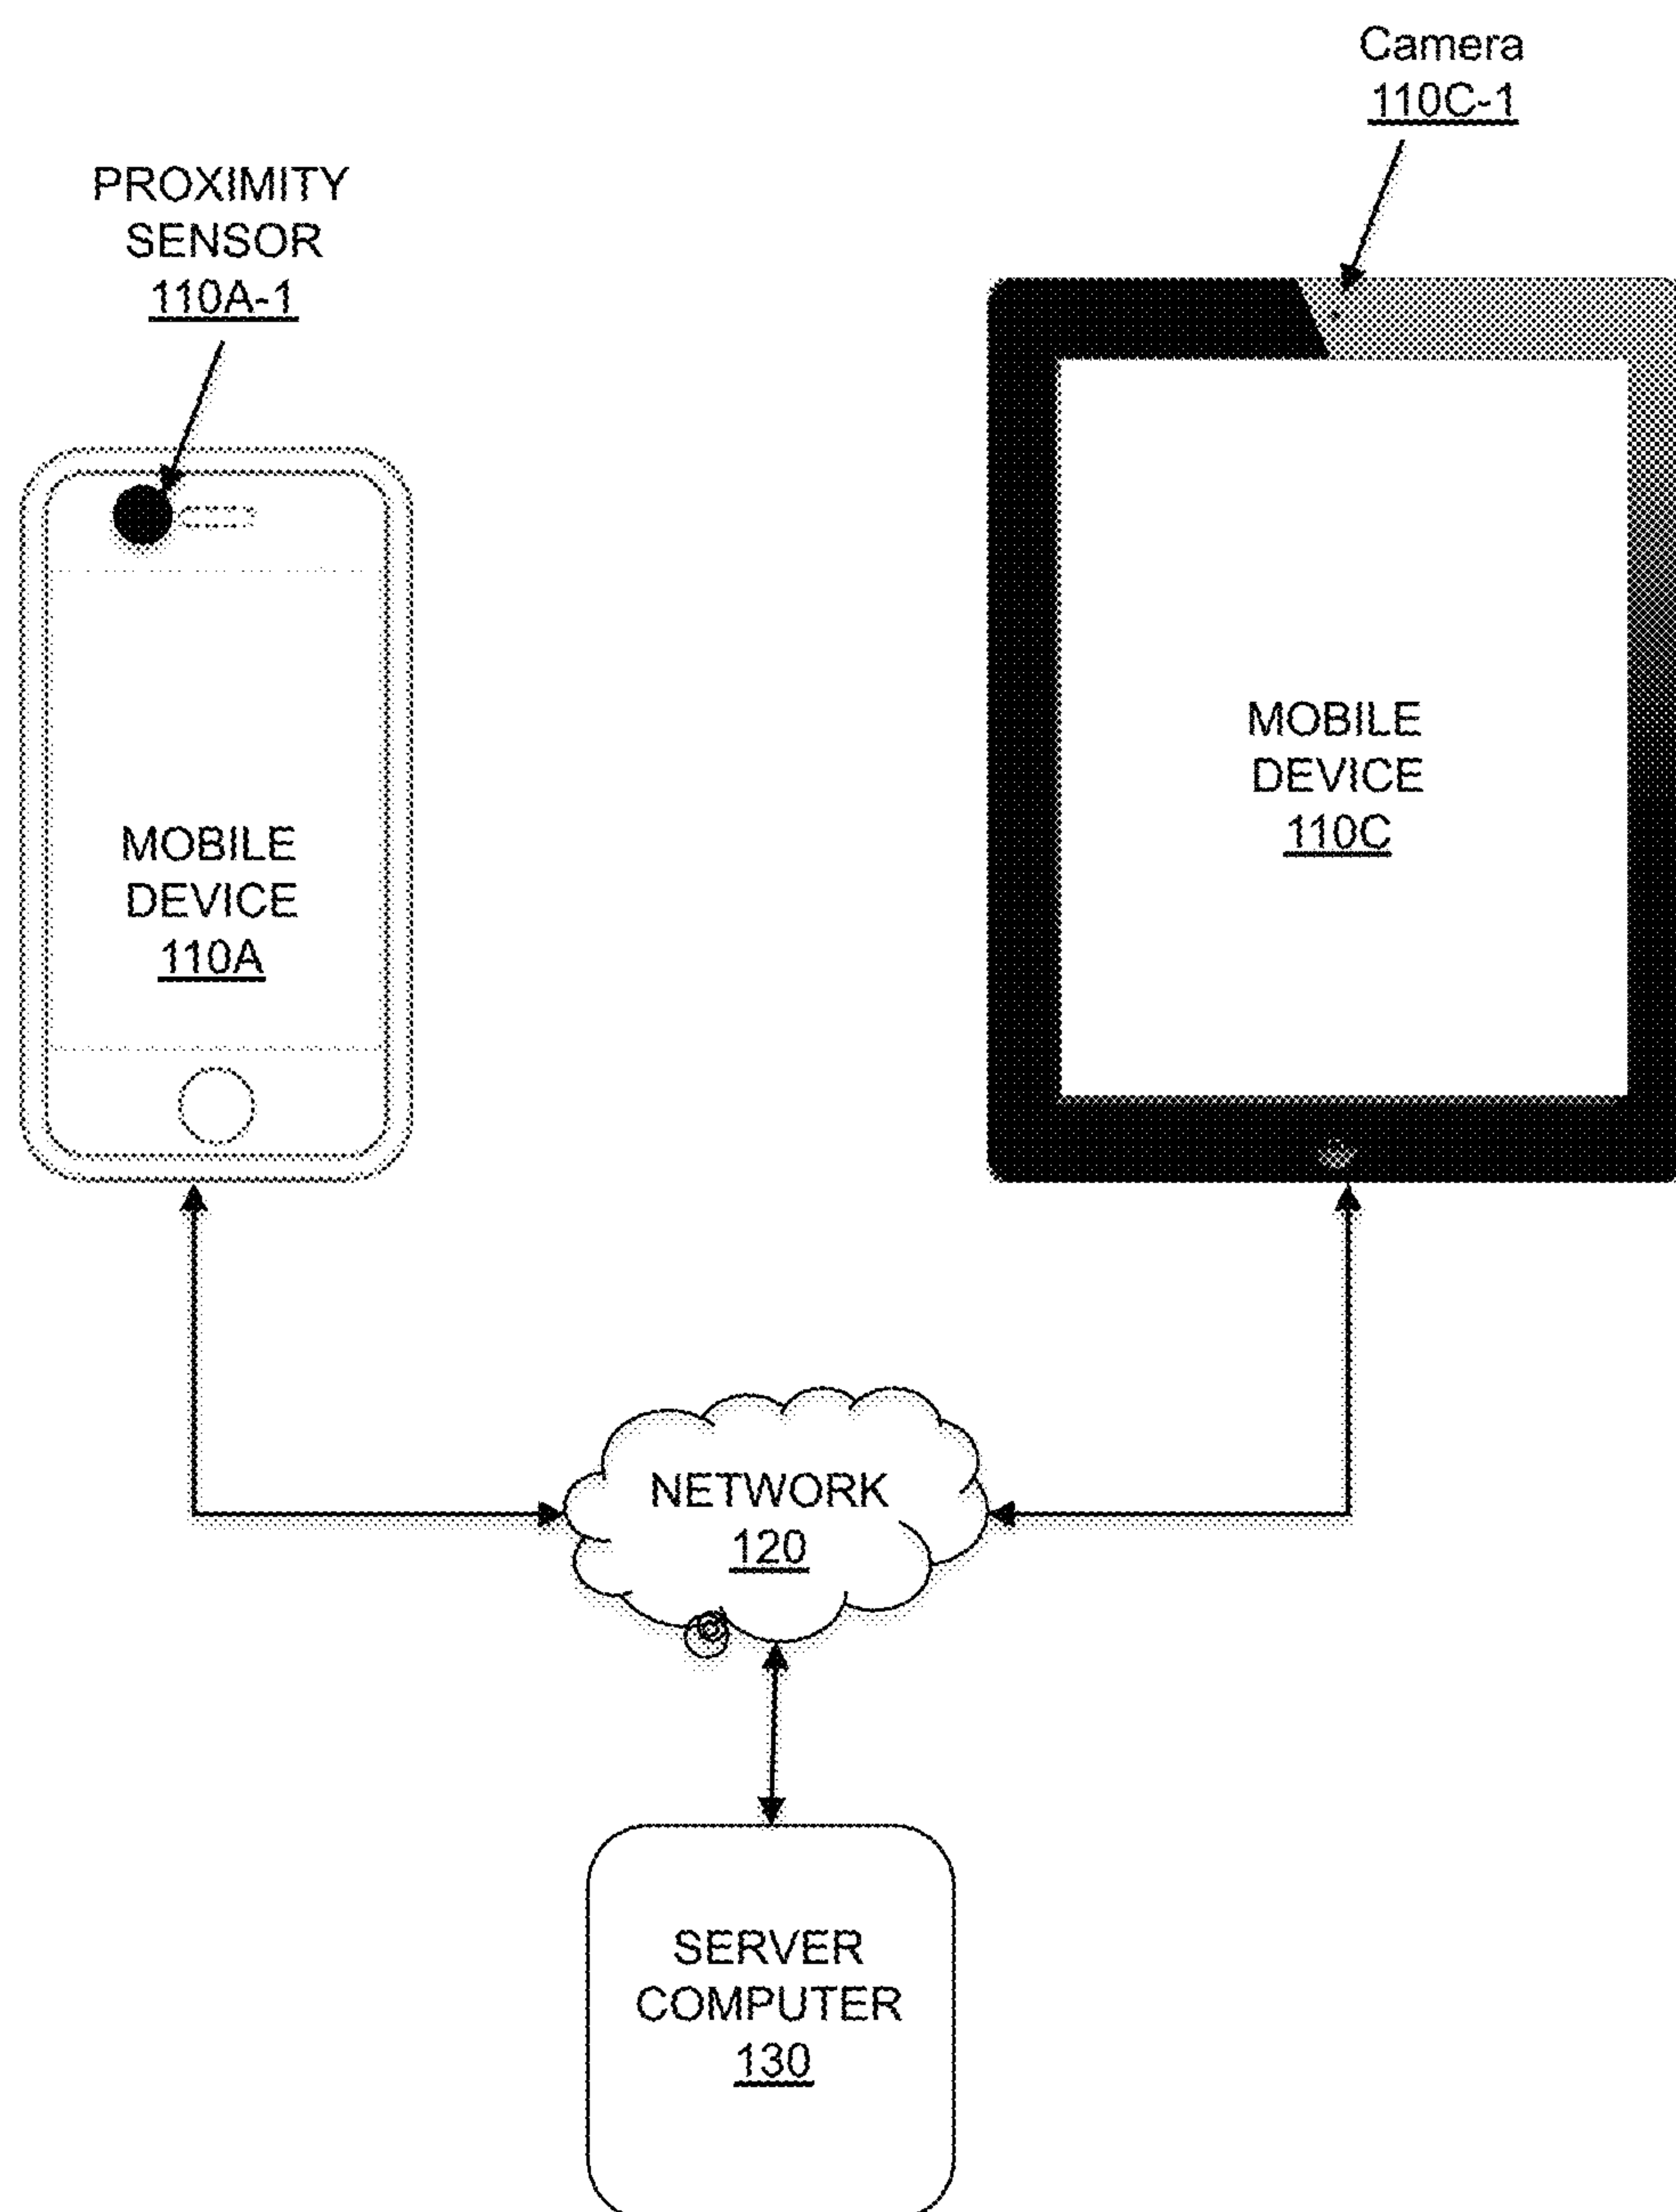 Camera
110C-1
PROXIMITY
SENSOR
110A-1
MOBILE
DEVICE
110C
MOBILE
DEVICE
110A
NETWORK
120
SERVER
COMPUTER
130